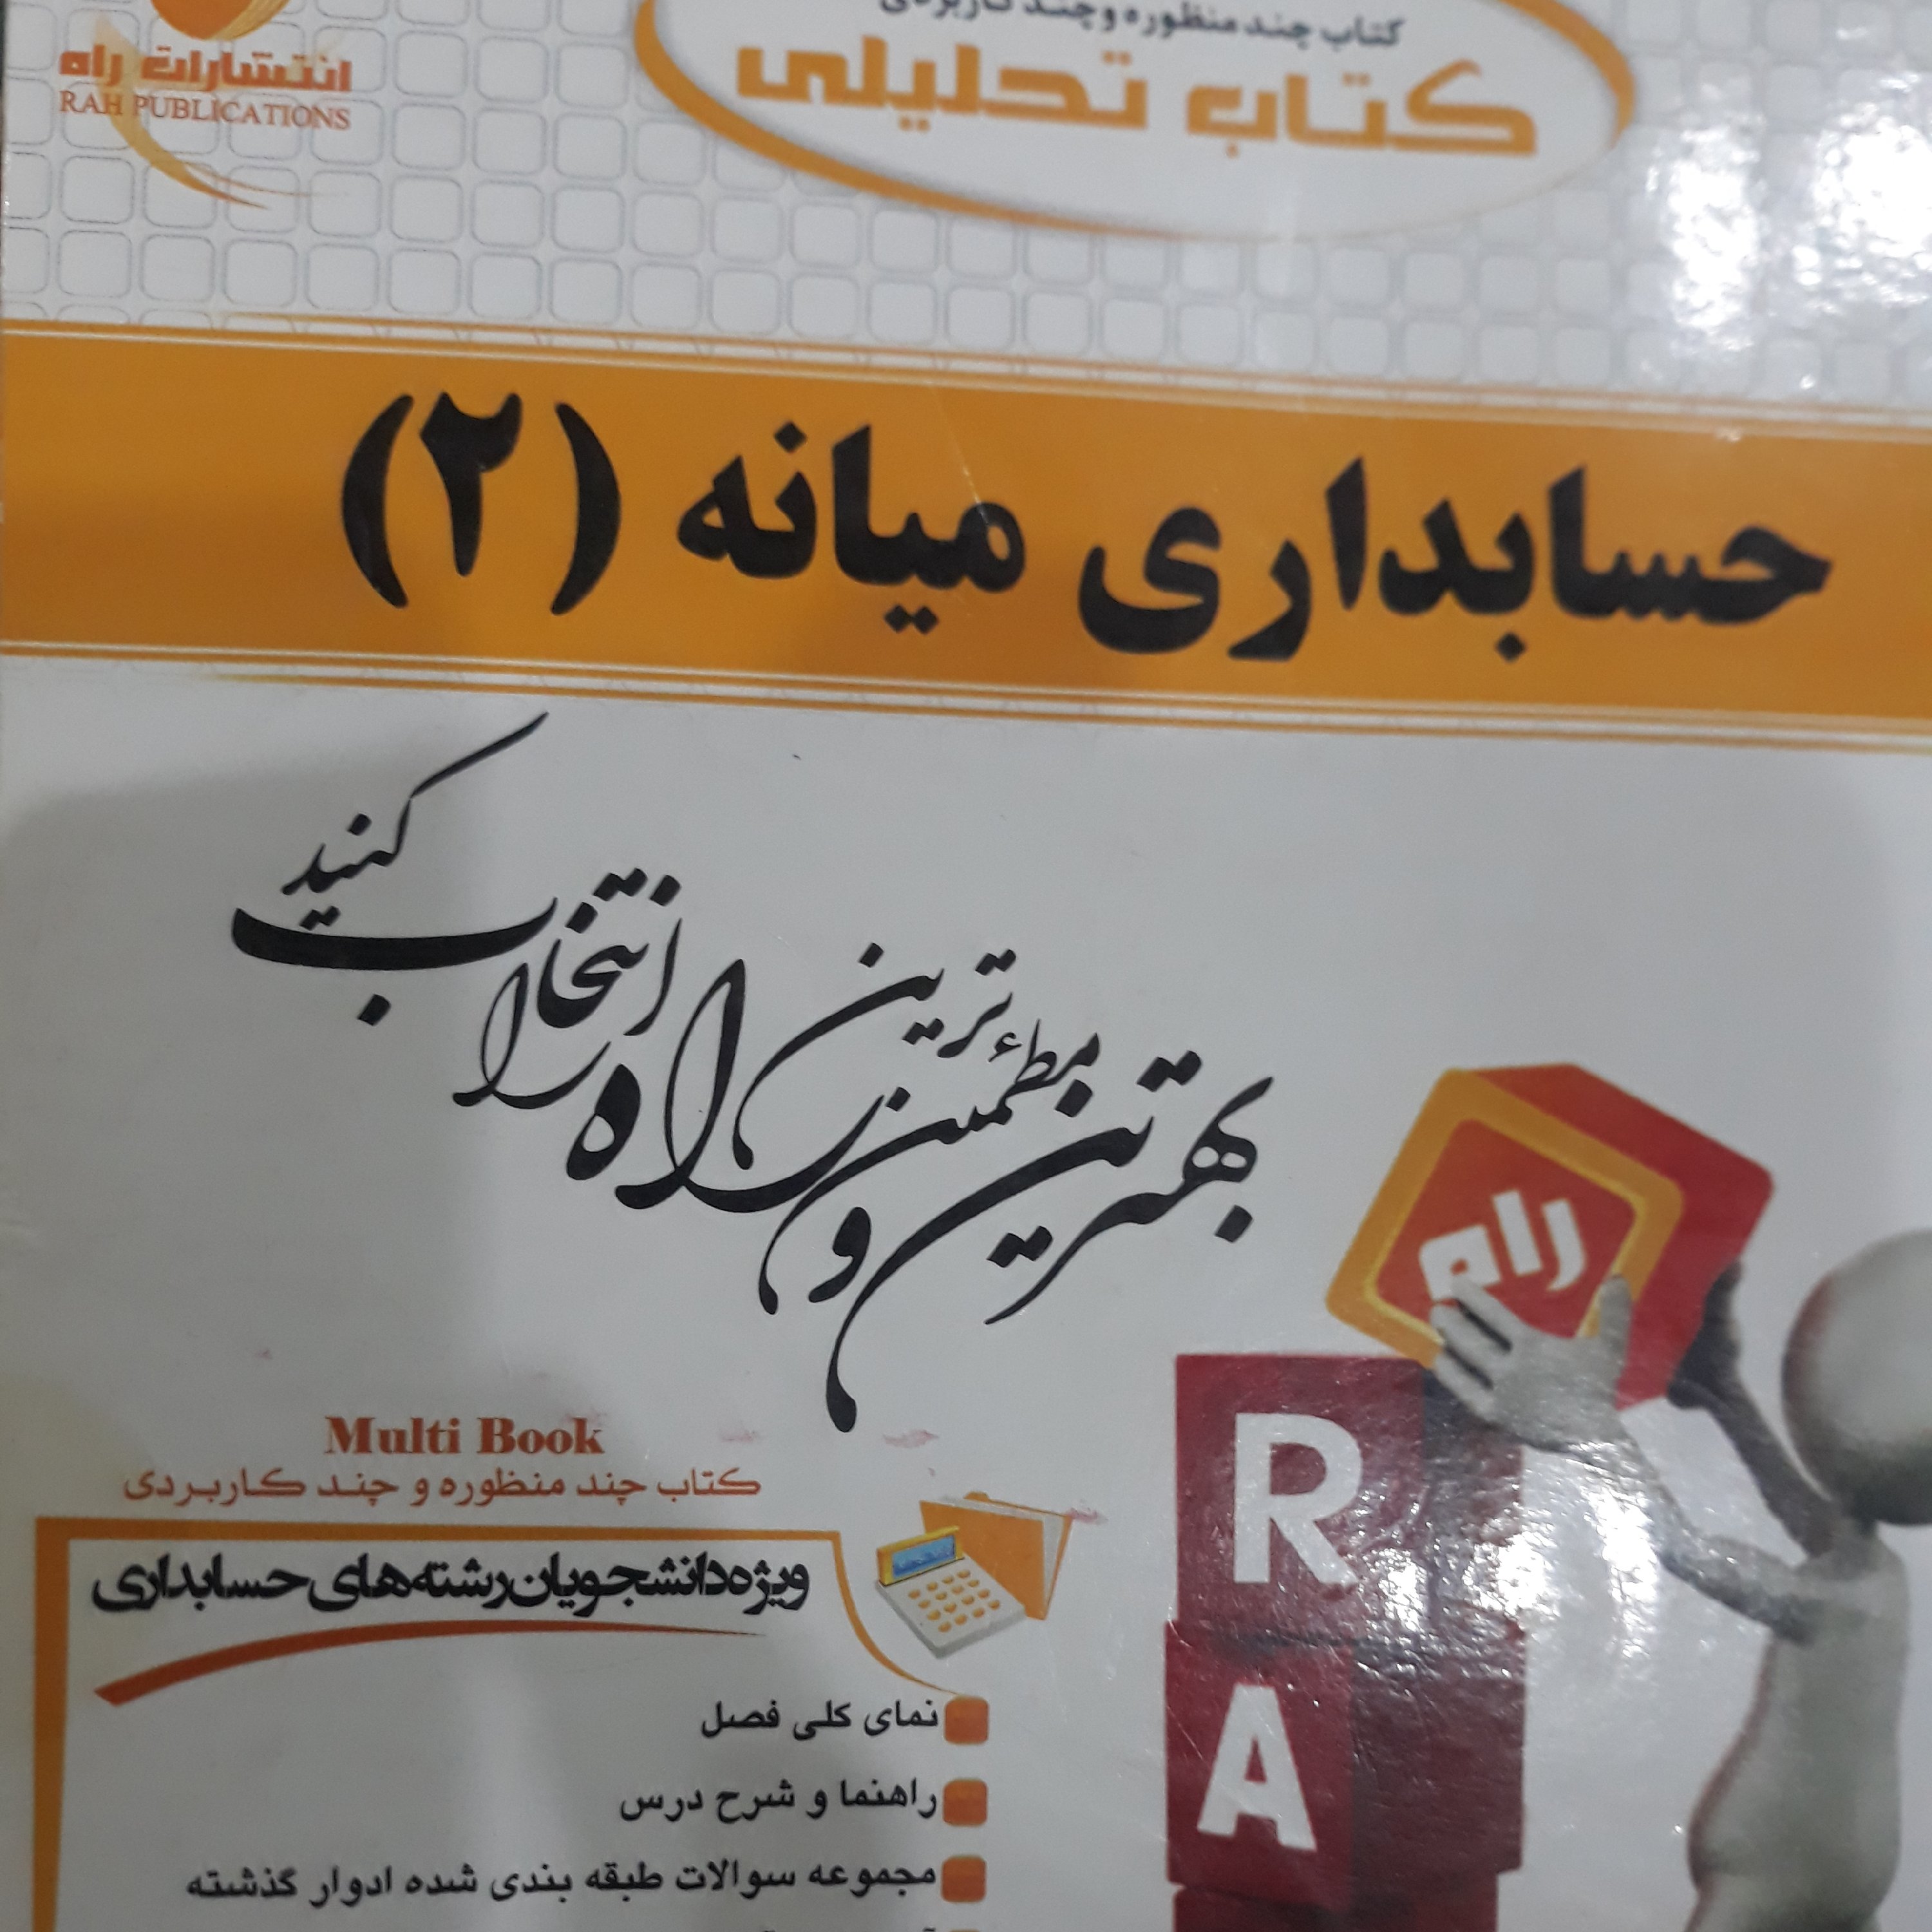 انتشارات راه
RAH PUBLICATIONS
کتاب چند منظوره و چند کاربردی
کتاب تحلیلی
حسابداری میانه (۲)
بهترین و مطمئن‌ترین راه را انتخاب کنید
راه
R
A
Multi Book
کتاب چند منظوره و چند کاربردی
ویژه دانشجویان رشته‌های حسابداری
نمای کلی فصل
راهنما و شرح درس
مجموعه سوالات طبقه بندی شده ادوار گذشته